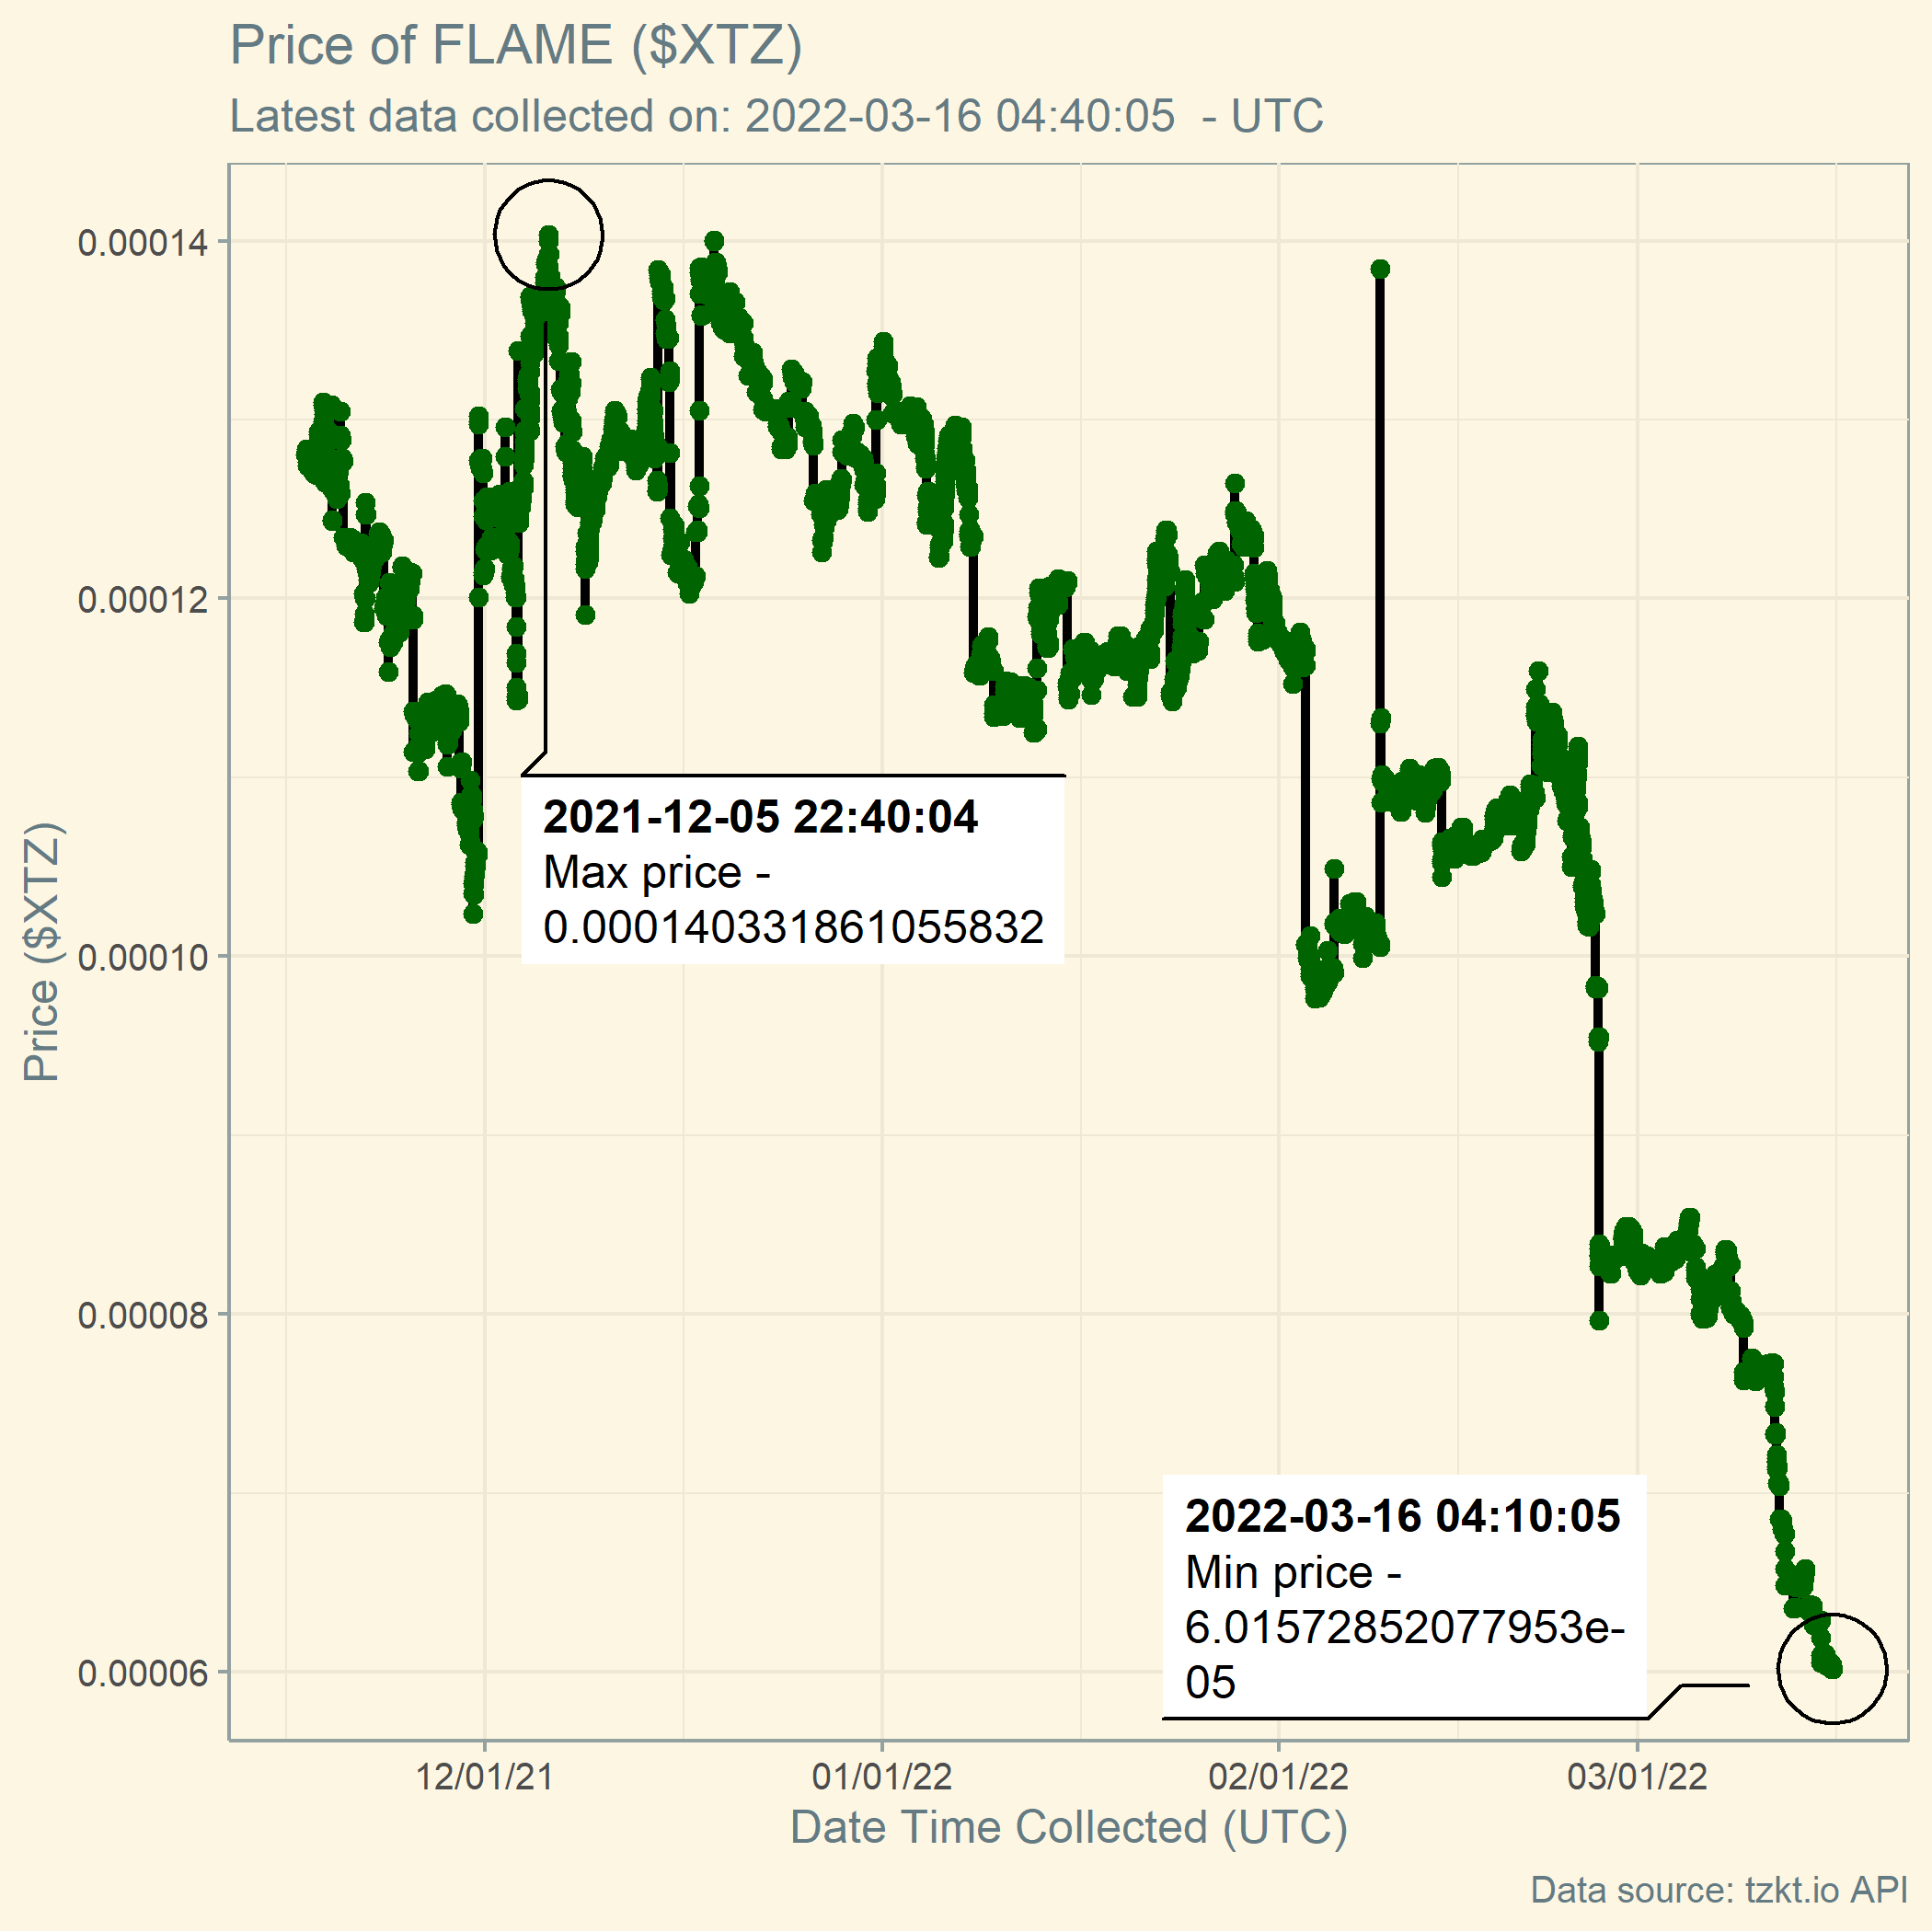 Price of FLAME ($XTZ)
Latest data collected on: 2022-03-16 04:40:05  - UTC
0.00014
0.00012
0.00010
0.00008
0.00006
Price ($XTZ)
2021-12-05 22:40:04
Max price -
0.000140331861055832
2022-03-16 04:10:05
Min price -
6.01572852077953e-
05
12/01/21
01/01/22
02/01/22
03/01/22
Date Time Collected (UTC)
Data source: tzkt.io API